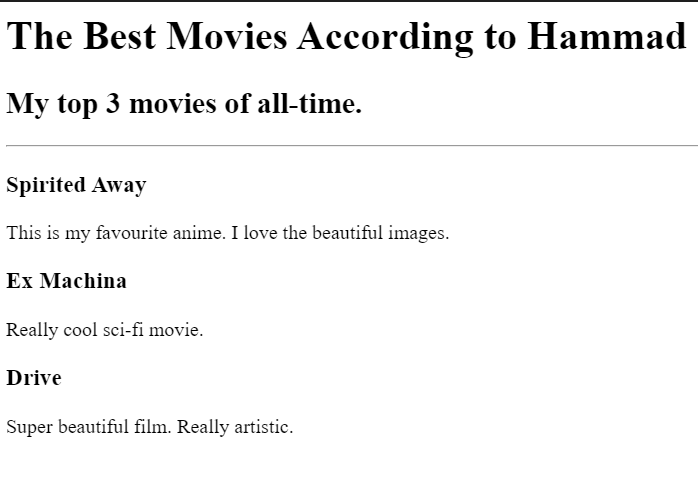 The Best Movies According to Hammad
My top 3 movies of all-time.
Spirited Away
This is my favourite anime. I love the beautiful images.
Ex Machina
Really cool sci-fi movie.
Drive
Super beautiful film. Really artistic.